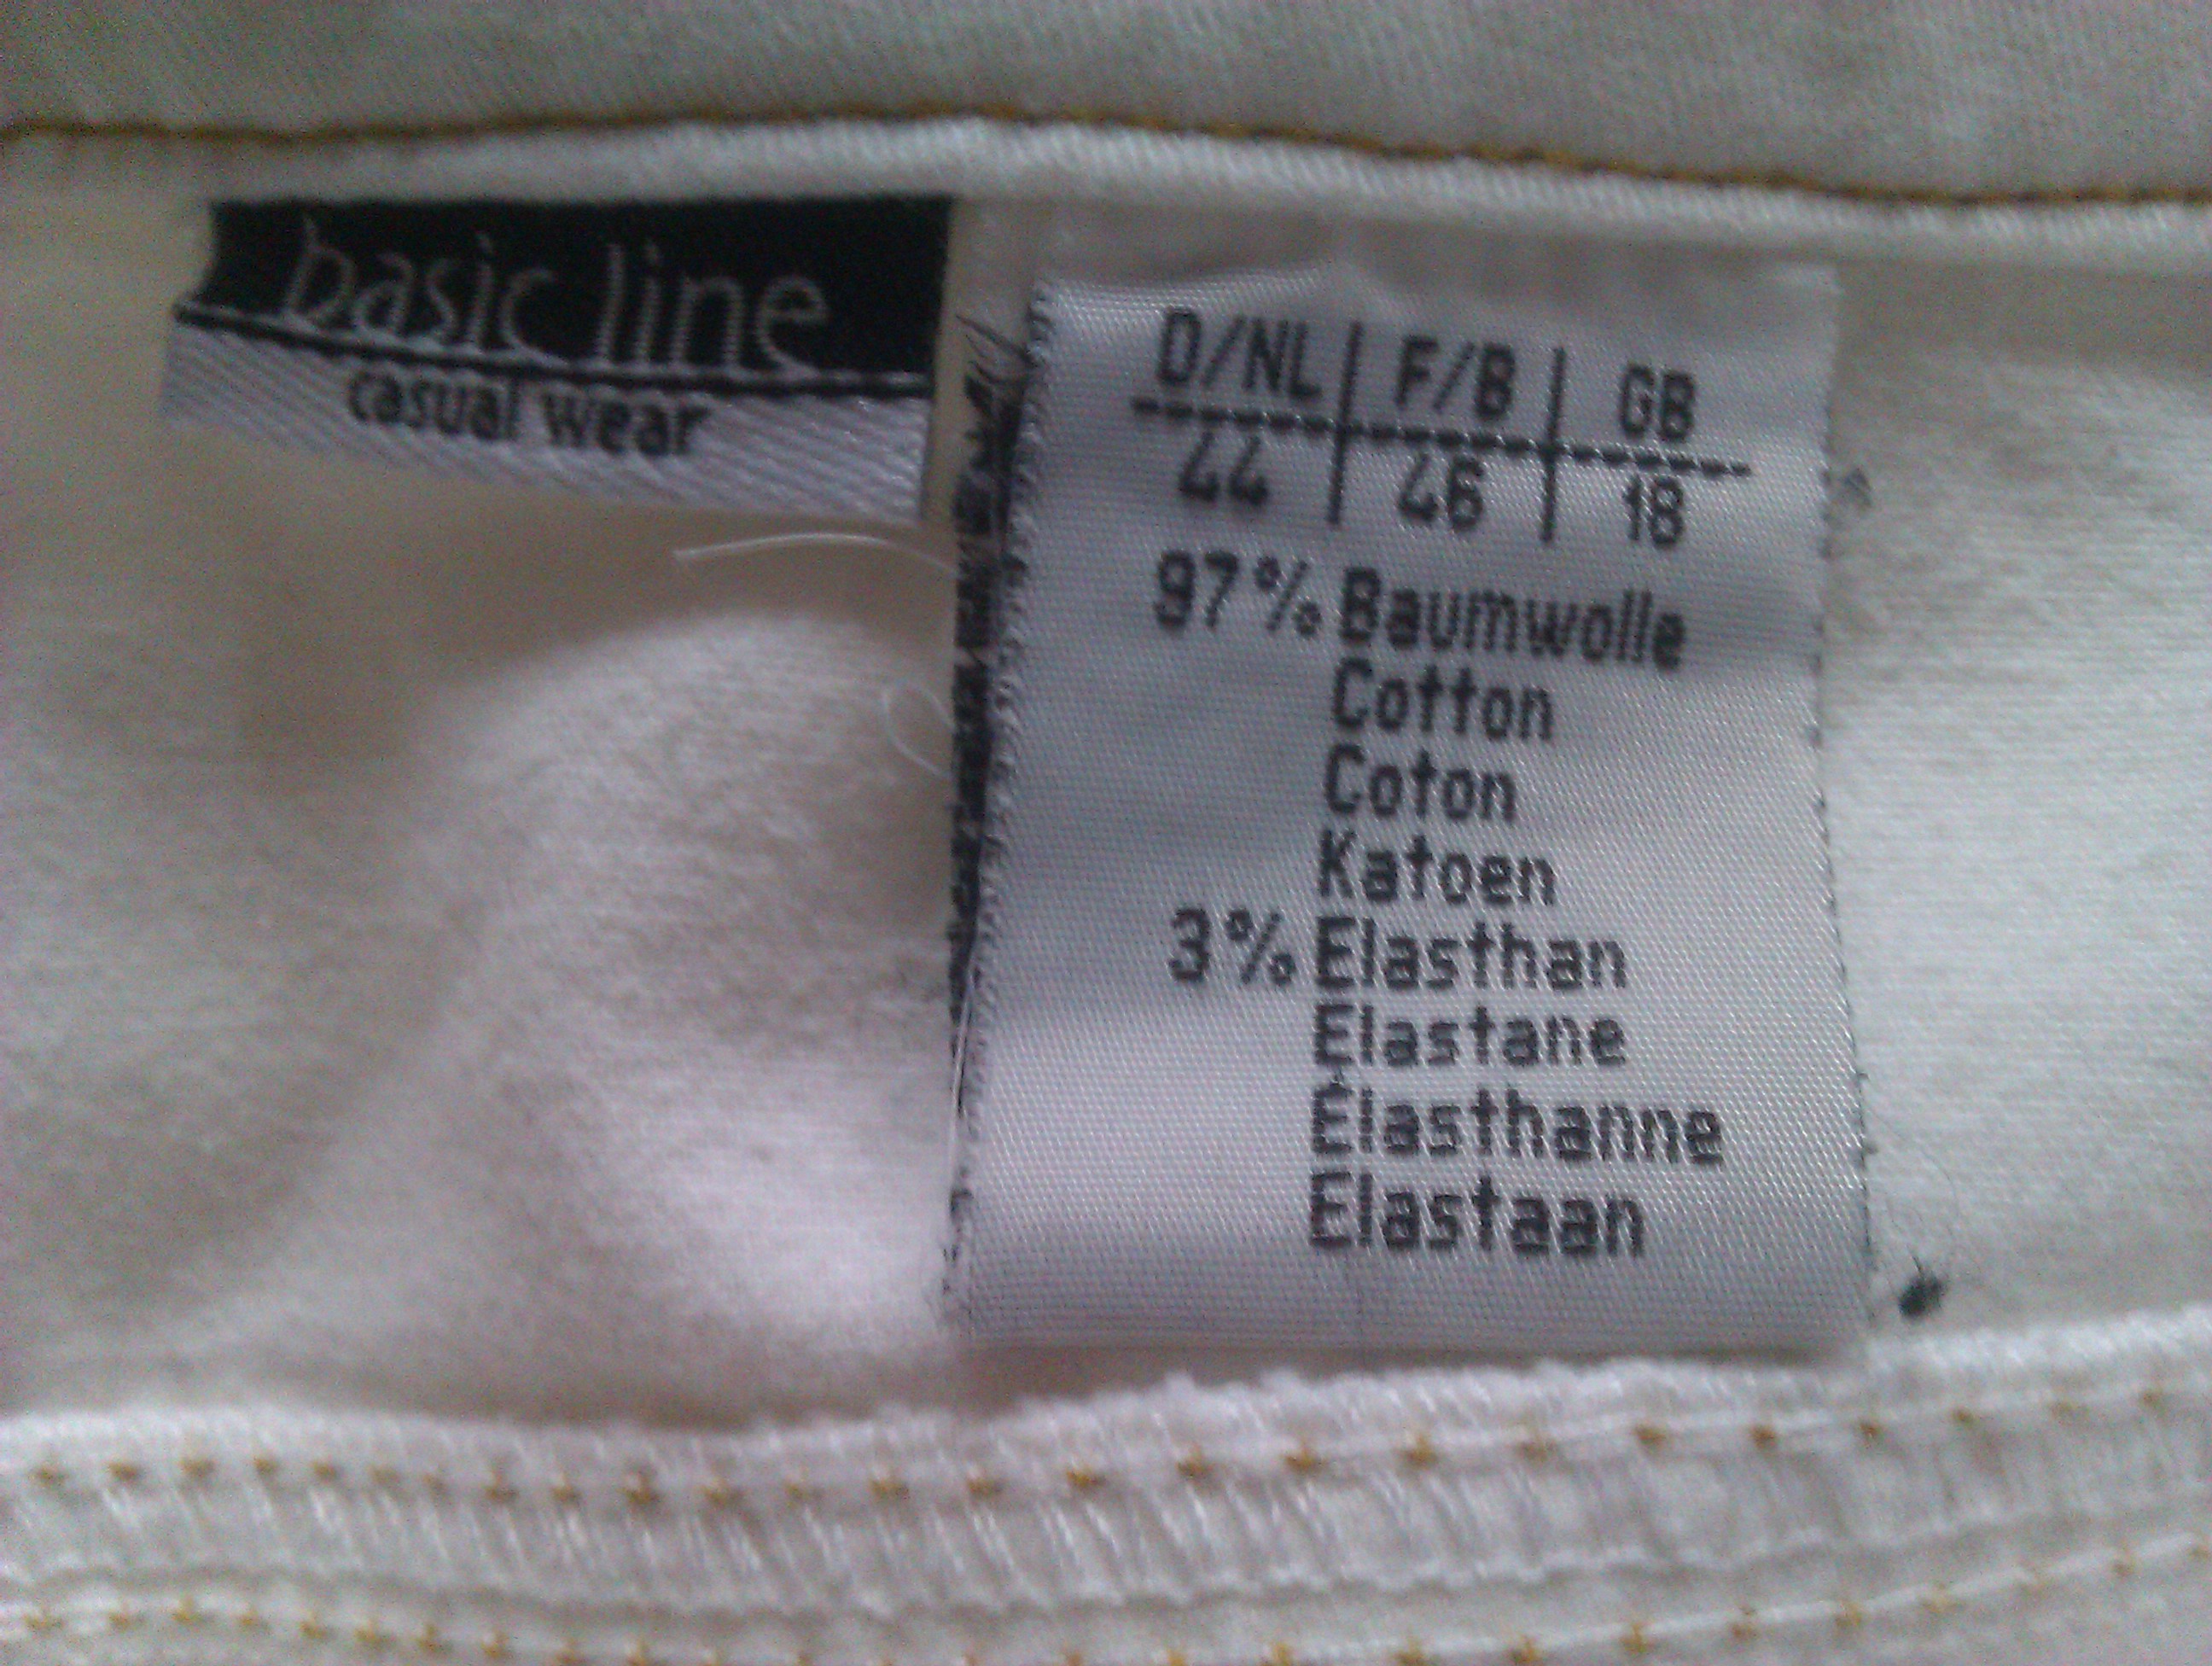 basic line
casual wear
D/NL | F/B | GB
44 | 46 | 18
97% Baumwolle
Cotton
Coton
Katoen
3% Elasthan
Elastane
Élasthanne
Elastaan